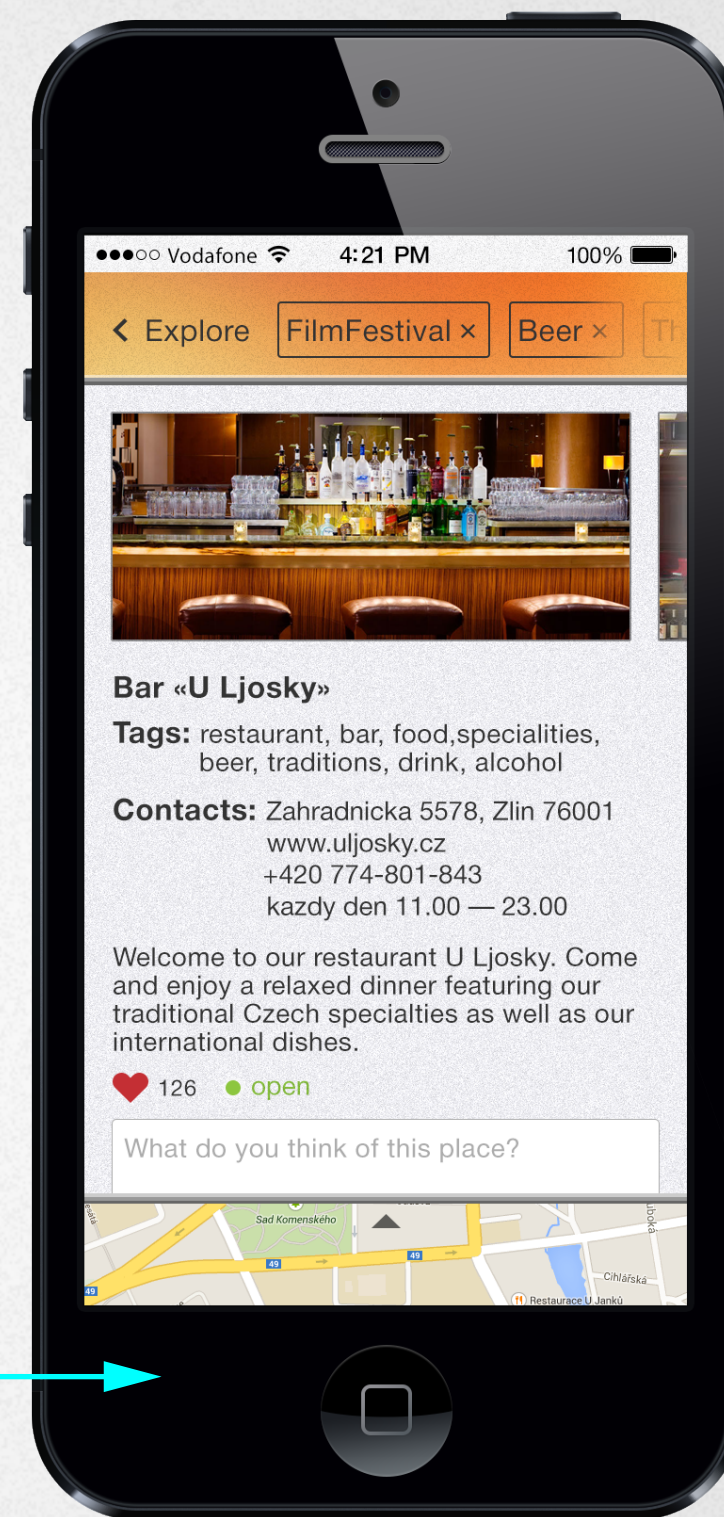 Vodafone 4:21 PM 100%
Explore FilmFestival × Beer × Th
Bar «U Ljosky»
Tags: restaurant, bar, food,specialities,
beer, traditions, drink, alcohol
Contacts: Zahradnicka 5578, Zlin 76001
www.uljosky.cz
+420 774-801-843
kazdy den 11.00 — 23.00
Welcome to our restaurant U Ljosky. Come
and enjoy a relaxed dinner featuring our
traditional Czech specialties as well as our
international dishes.
126 open
What do you think of this place?
Sad Komenského
49
49
49
Cihlářská
Restaurace U Janků